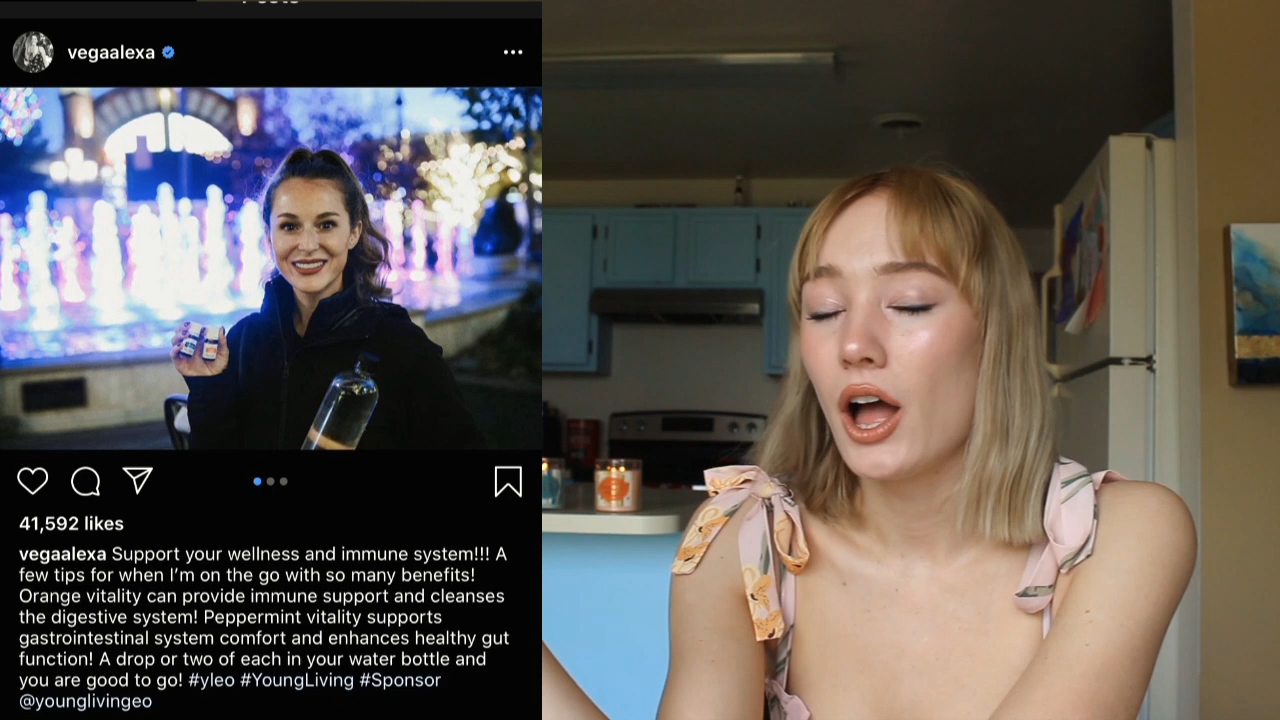 Posts
vegaalexa
41,592 likes
vegaalexa Support your wellness and immune system!!! A
few tips for when I'm on the go with so many benefits!
Orange vitality can provide immune support and cleanses
the digestive system! Peppermint vitality supports
gastrointestinal system comfort and enhances healthy gut
function! A drop or two of each in your water bottle and
you are good to go! #yleo #YoungLiving #Sponsor
@younglivingeo